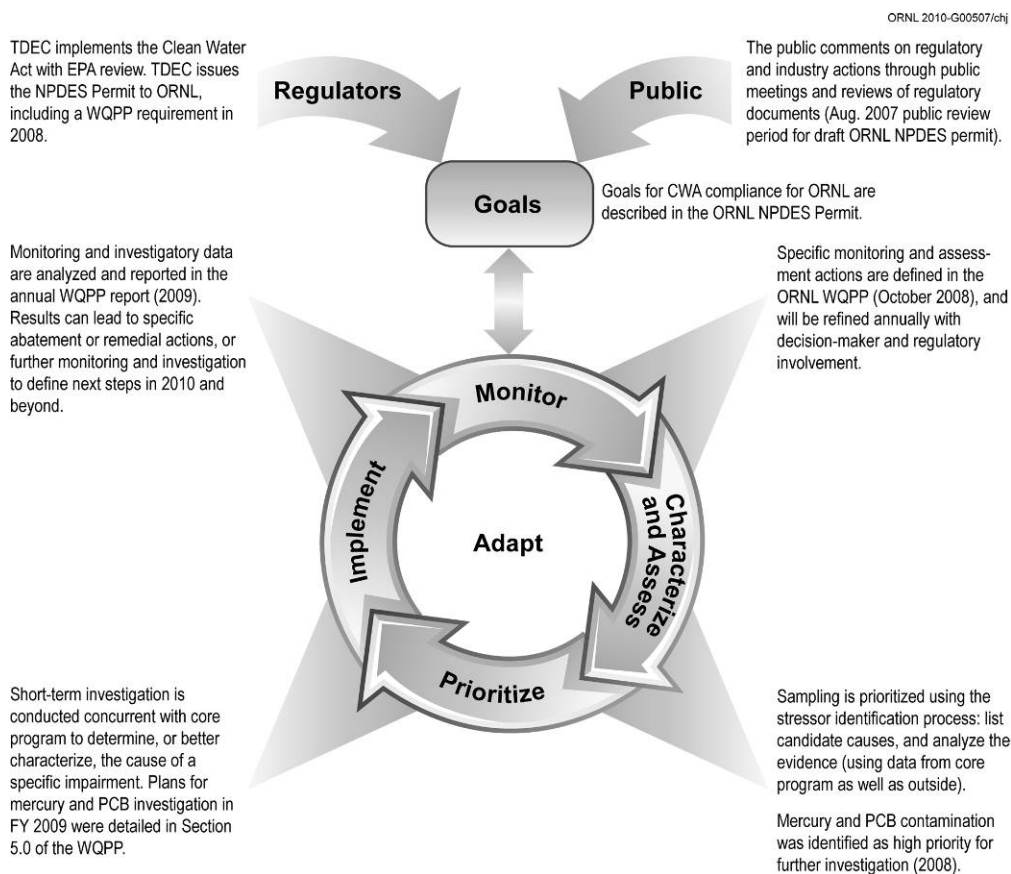 ORNL 2010-G00507/chj
TDEC implements the Clean Water
Act with EPA review. TDEC issues
the NPDES Permit to ORNL,
including a WQPP requirement in
2008.
Regulators
Public
The public comments on regulatory
and industry actions through public
meetings and reviews of regulatory
documents (Aug. 2007 public review
period for draft ORNL NPDES permit).
Goals
Goals for CWA compliance for ORNL are
described in the ORNL NPDES Permit.
Monitoring and investigatory data
are analyzed and reported in the
annual WQPP report (2009).
Results can lead to specific
abatement or remedial actions, or
further monitoring and investigation
to define next steps in 2010 and
beyond.
Specific monitoring and assess-
ment actions are defined in the
ORNL WQPP (October 2008), and
will be refined annually with
decision-maker and regulatory
involvement.
Monitor
Characterize
and Assess
Prioritize
Implement
Adapt
Short-term investigation is
conducted concurrent with core
program to determine, or better
characterize, the cause of a
specific impairment. Plans for
mercury and PCB investigation in
FY 2009 were detailed in Section
5.0 of the WQPP.
Sampling is prioritized using the
stressor identification process: list
candidate causes, and analyze the
evidence (using data from core
program as well as outside).
Mercury and PCB contamination
was identified as high priority for
further investigation (2008).